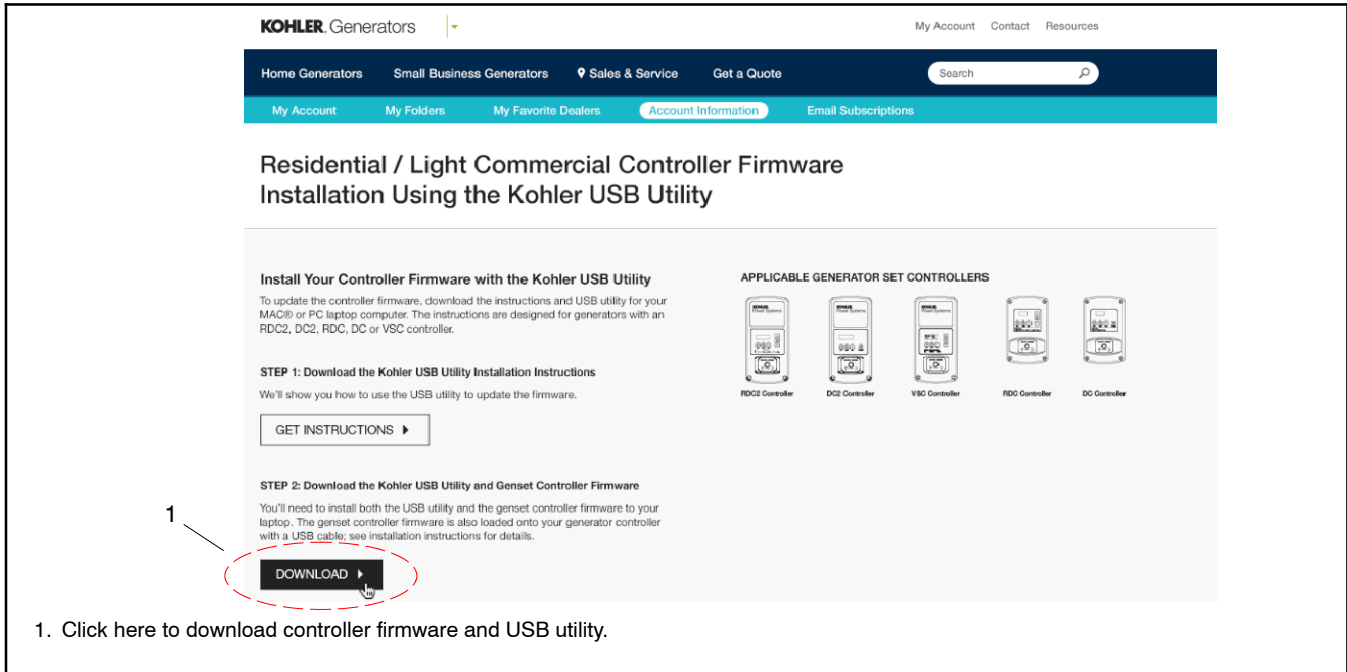 KOHLER. Generators
My Account Contact Resources
Home Generators Small Business Generators Sales & Service Get a Quote Search
My Account My Folders My Favorite Dealers Account Information Email Subscriptions
Residential / Light Commercial Controller Firmware
Installation Using the Kohler USB Utility
Install Your Controller Firmware with the Kohler USB Utility
To update the controller firmware, download the instructions and USB utility for your
MAC® or PC laptop computer. The instructions are designed for generators with an
RDC2, DC2, RDC, DC or VSC controller.
STEP 1: Download the Kohler USB Utility Installation Instructions
We'll show you how to use the USB utility to update the firmware.
GET INSTRUCTIONS
STEP 2: Download the Kohler USB Utility and Genset Controller Firmware
You'll need to install both the USB utility and the genset controller firmware to your
laptop. The genset controller firmware is also loaded onto your generator controller
with a USB cable; see installation instructions for details.
1
DOWNLOAD
APPLICABLE GENERATOR SET CONTROLLERS
RDC2 Controller DC2 Controller VSC Controller RDC Controller DC Controller
1. Click here to download controller firmware and USB utility.